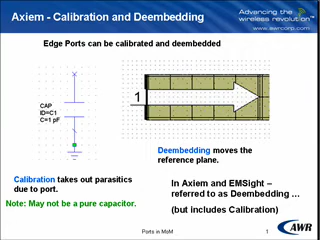 Axiem - Calibration and Deembedding
Advancing the
wireless revolution™
www.awrcorp.com
Edge Ports can be calibrated and deembedded
CAP
ID=C1
C=1 pF
1
Deembedding moves the
reference plane.
Calibration takes out parasitics
due to port.
Note: May not be a pure capacitor.
In Axiem and EMSight –
referred to as Deembedding …
(but includes Calibration)
Ports in MoM
1
AWR